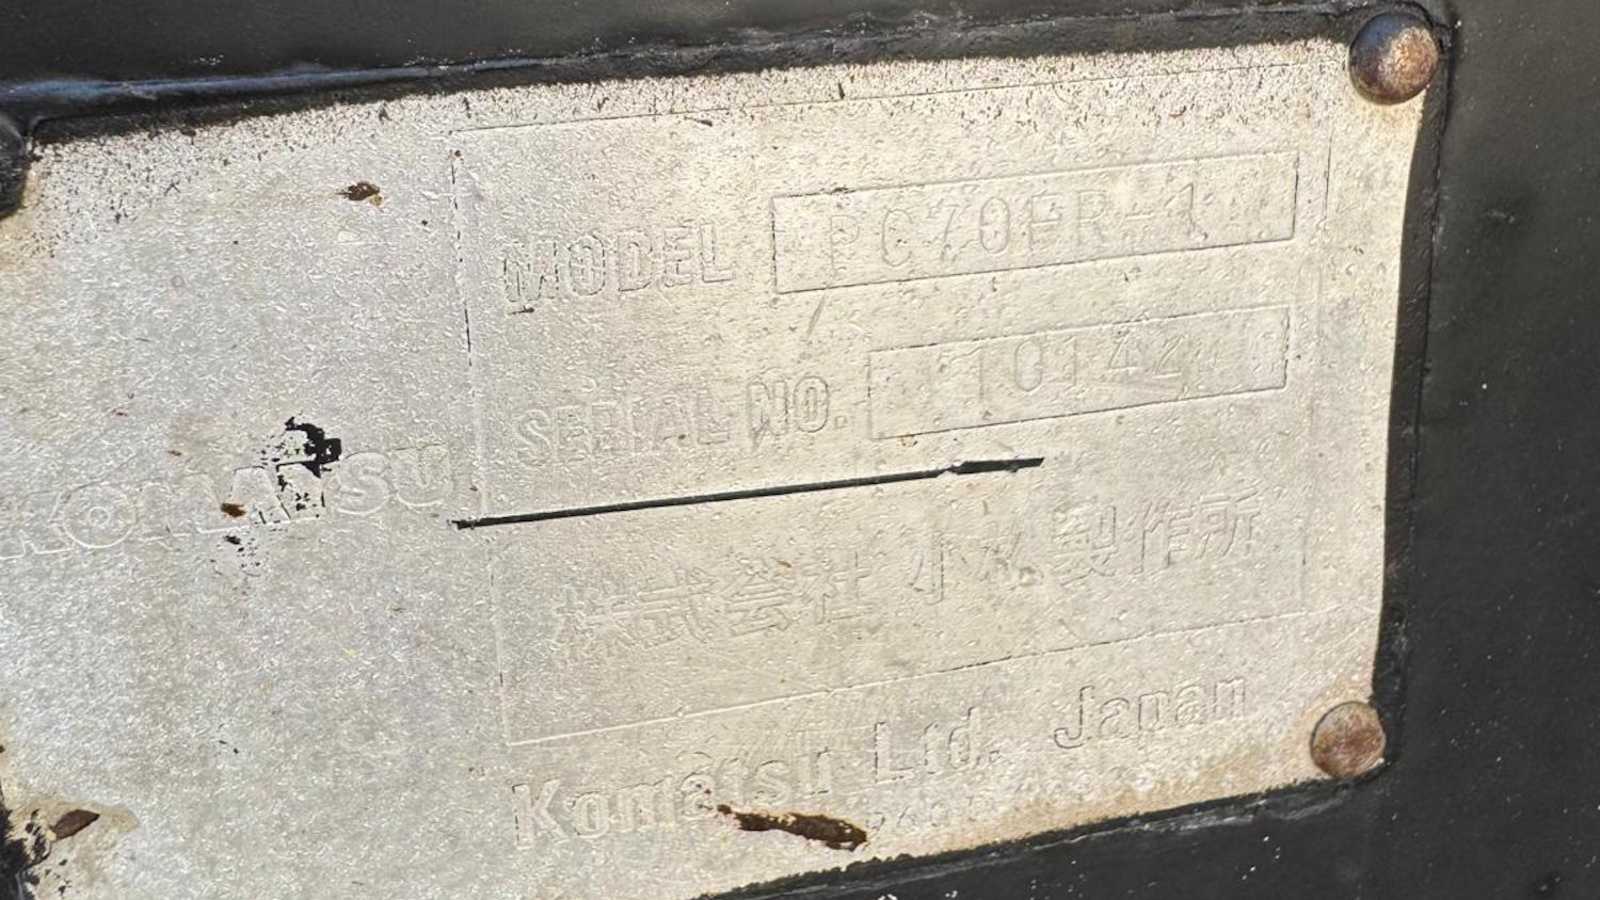 KOMATSU
MODEL PC70FR-1
SERIAL NO. 10142
株式会社 小松製作所
Komatsu Ltd. Japan